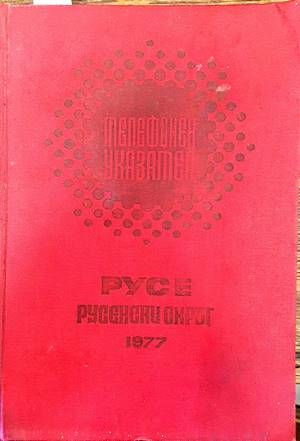 ТЕЛЕФОНЕН
УКАЗАТЕЛ
РУСЕ
РУСЕНСКИ ОКРЪГ
1977